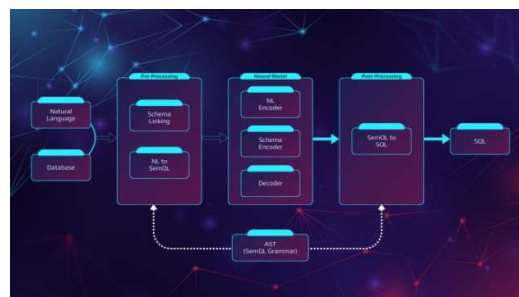 Pre-Processing
Neural Model
Post-Processing
Natural
Language
Database
Schema
Linking
NL to
SemQL
NL
Encoder
Schema
Encoder
Decoder
SemQL to
SQL
SQL
AST
(SemQL Grammar)